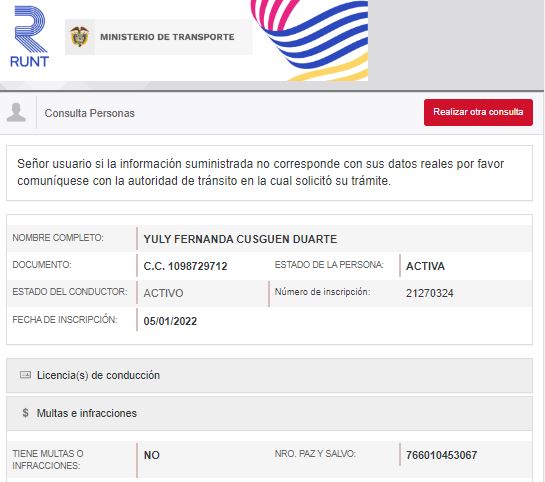 RUNT
MINISTERIO DE TRANSPORTE
Consulta Personas
Realizar otra consulta
Señor usuario si la información suministrada no corresponde con sus datos reales por favor
comuníquese con la autoridad de tránsito en la cual solicitó su trámite.
NOMBRE COMPLETO: YULY FERNANDA CUSGUEN DUARTE
DOCUMENTO: C.C. 1098729712 ESTADO DE LA PERSONA: ACTIVA
ESTADO DEL CONDUCTOR: ACTIVO Número de inscripción: 21270324
FECHA DE INSCRIPCIÓN: 05/01/2022
Licencia(s) de conducción
$ Multas e infracciones
TIENE MULTAS O
INFRACCIONES: NO NRO. PAZ Y SALVO: 766010453067